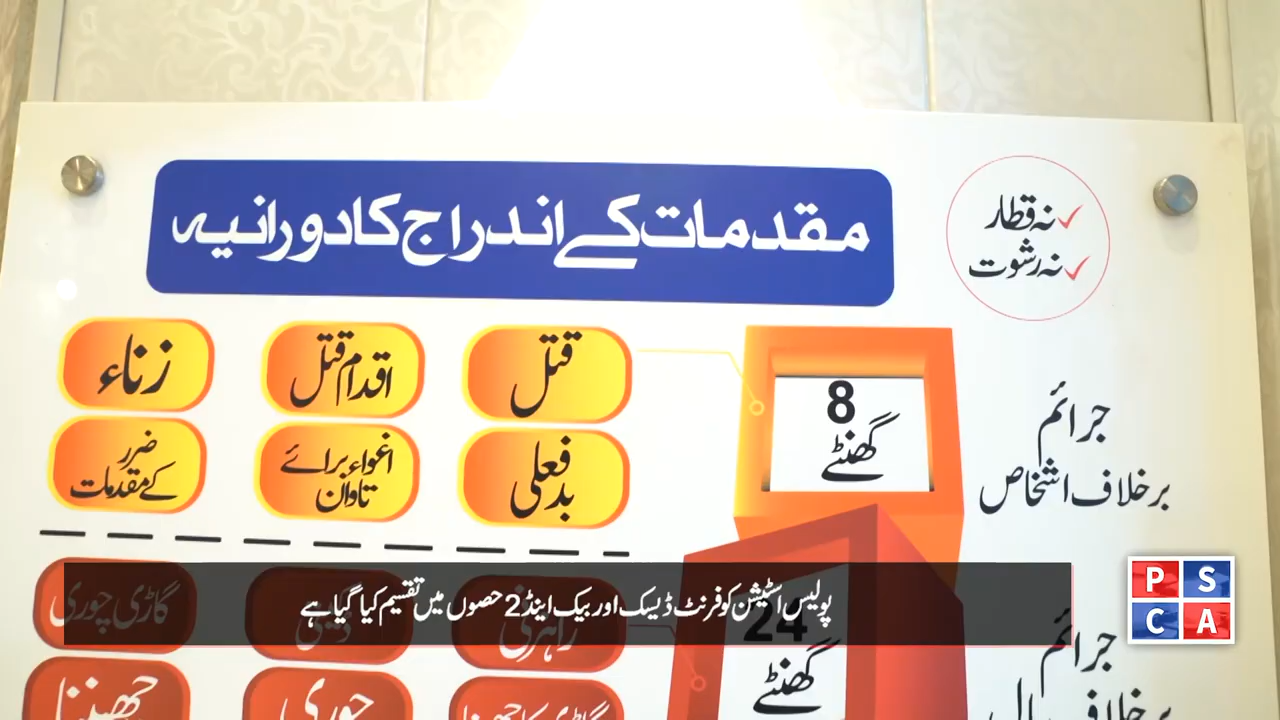 مقدمات کے اندراج کا دورانیہ
نہ قطار
نہ رشوت
جرائم
برخلاف اشخاص
8
گھنٹے
قتل
اقدام قتل
زناء
بدفعلی
اغواء برائے
تاوان
ضرر
کے مقدمات
جرائم
برخلاف مال
24
گھنٹے
راہزنی
ڈکیتی
گاڑی چوری
گاڑی کا چھیننا
چوری
چھیننا
پولیس اسٹیشن کو فرنٹ ڈیسک اور بیک اینڈ 2 حصوں میں تقسیم کیا گیا ہے
P S
C A